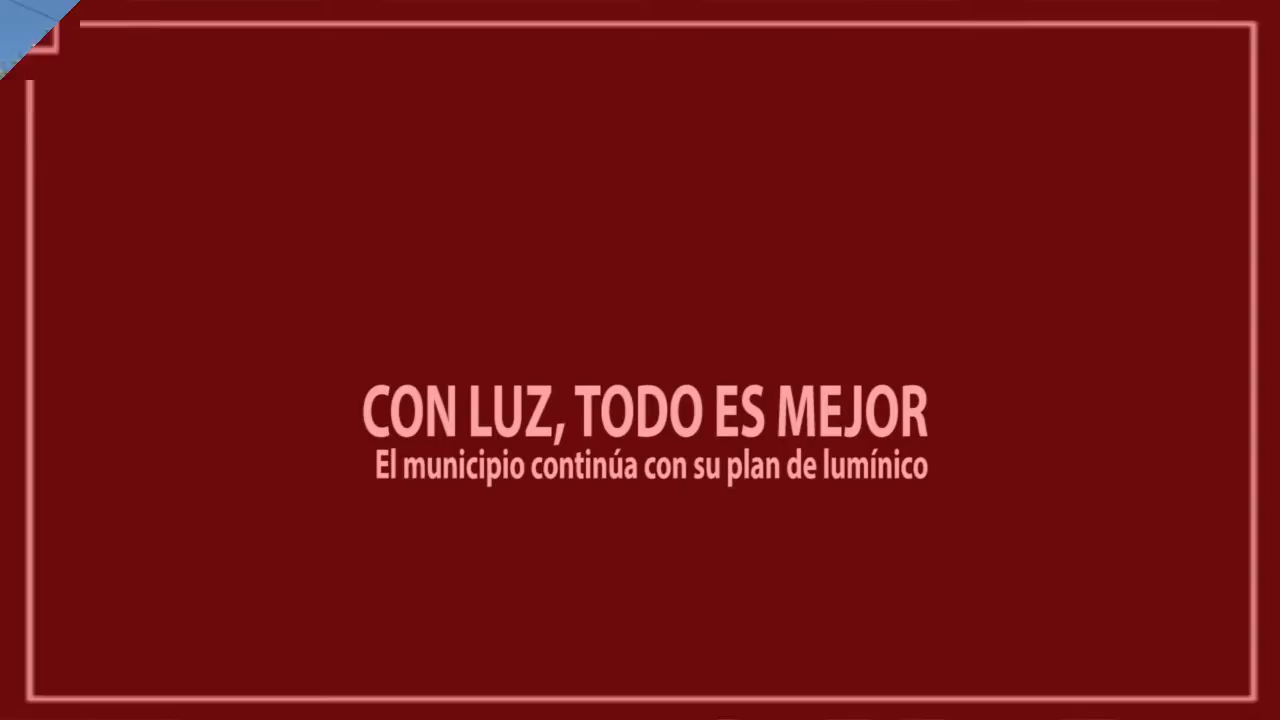 CON LUZ, TODO ES MEJOR
El municipio continúa con su plan de lumínico